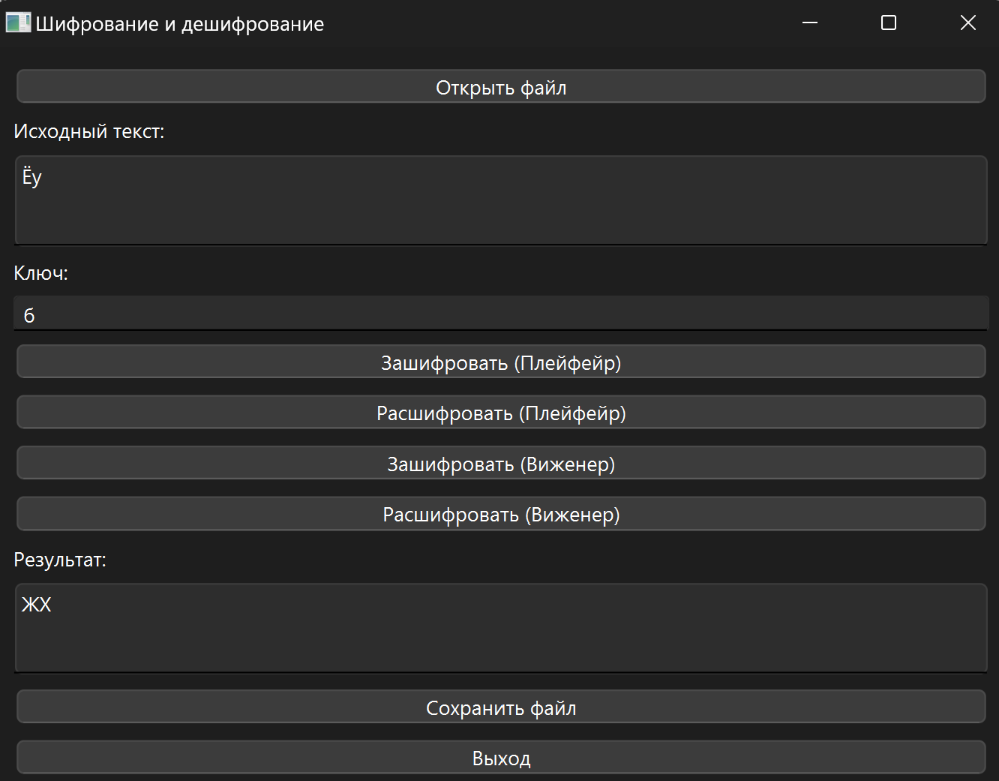 Шифрование и дешифрование
Открыть файл
Исходный текст:
Ёу
Ключ:
б
Зашифровать (Плейфейр)
Расшифровать (Плейфейр)
Зашифровать (Виженер)
Расшифровать (Виженер)
Результат:
ЖХ
Сохранить файл
Выход